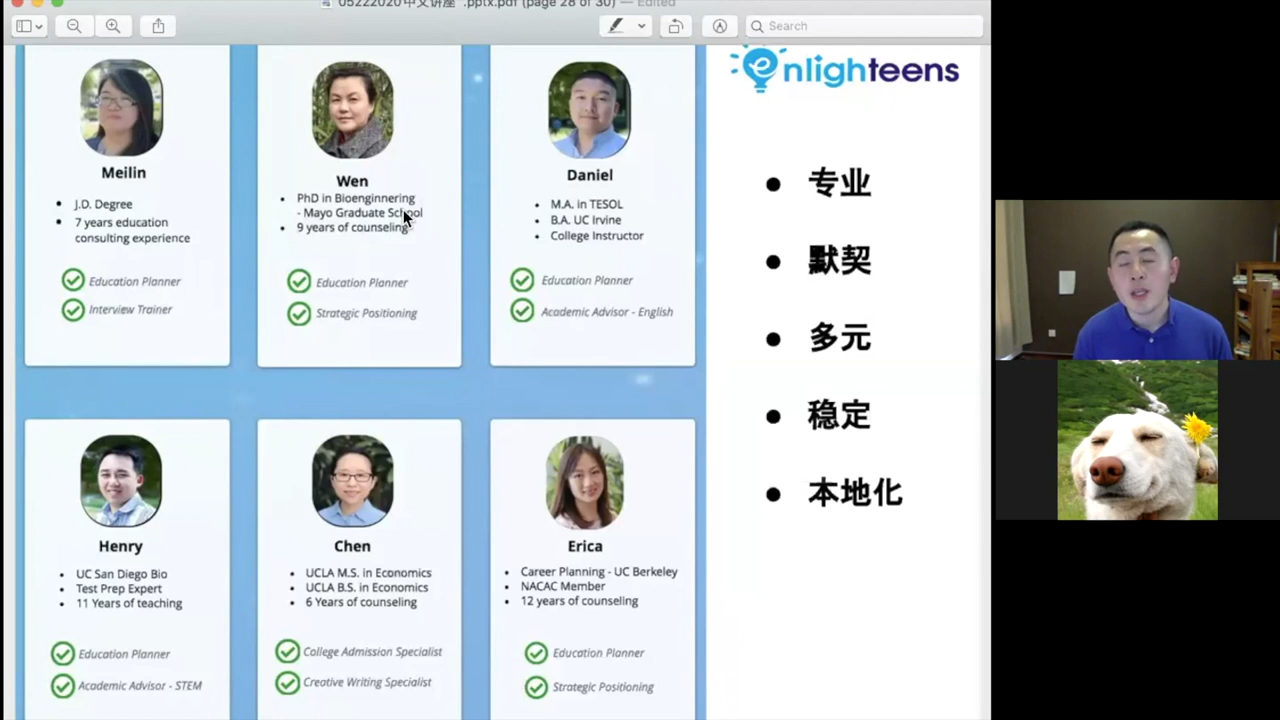 05222020中文讲座 .pptx.pdf (page 28 of 30) — Edited
Search
Meilin
• J.D. Degree
• 7 years education
consulting experience
Education Planner
Interview Trainer
Wen
• PhD in Bioenginnering
- Mayo Graduate School
• 9 years of counseling
Education Planner
Strategic Positioning
Daniel
• M.A. in TESOL
• B.A. UC Irvine
• College Instructor
Education Planner
Academic Advisor - English
Henry
• UC San Diego Bio
• Test Prep Expert
• 11 Years of teaching
Education Planner
Academic Advisor - STEM
Chen
• UCLA M.S. in Economics
• UCLA B.S. in Economics
• 6 Years of counseling
College Admission Specialist
Creative Writing Specialist
Erica
• Career Planning - UC Berkeley
• NACAC Member
• 12 years of counseling
Education Planner
Strategic Positioning
enlighteens
• 专业
• 默契
• 多元
• 稳定
• 本地化